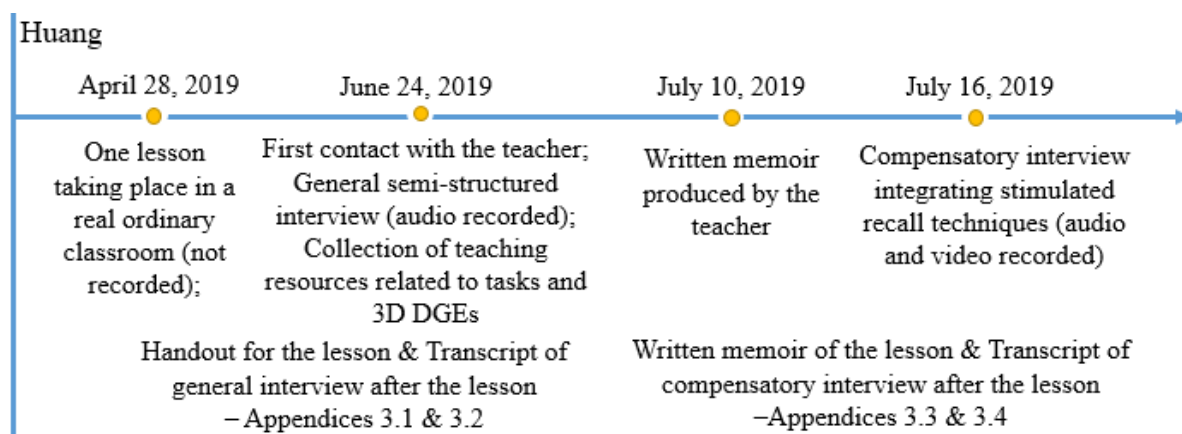 Huang
April 28, 2019
One lesson
taking place in a
real ordinary
classroom (not
recorded);
June 24, 2019
First contact with the teacher;
General semi-structured
interview (audio recorded);
Collection of teaching
resources related to tasks and
3D DGEs
July 10, 2019
Written memoir
produced by the
teacher
July 16, 2019
Compensatory interview
integrating stimulated
recall techniques (audio
and video recorded)
Handout for the lesson & Transcript of
general interview after the lesson
–Appendices 3.1 & 3.2
Written memoir of the lesson & Transcript of
compensatory interview after the lesson
–Appendices 3.3 & 3.4